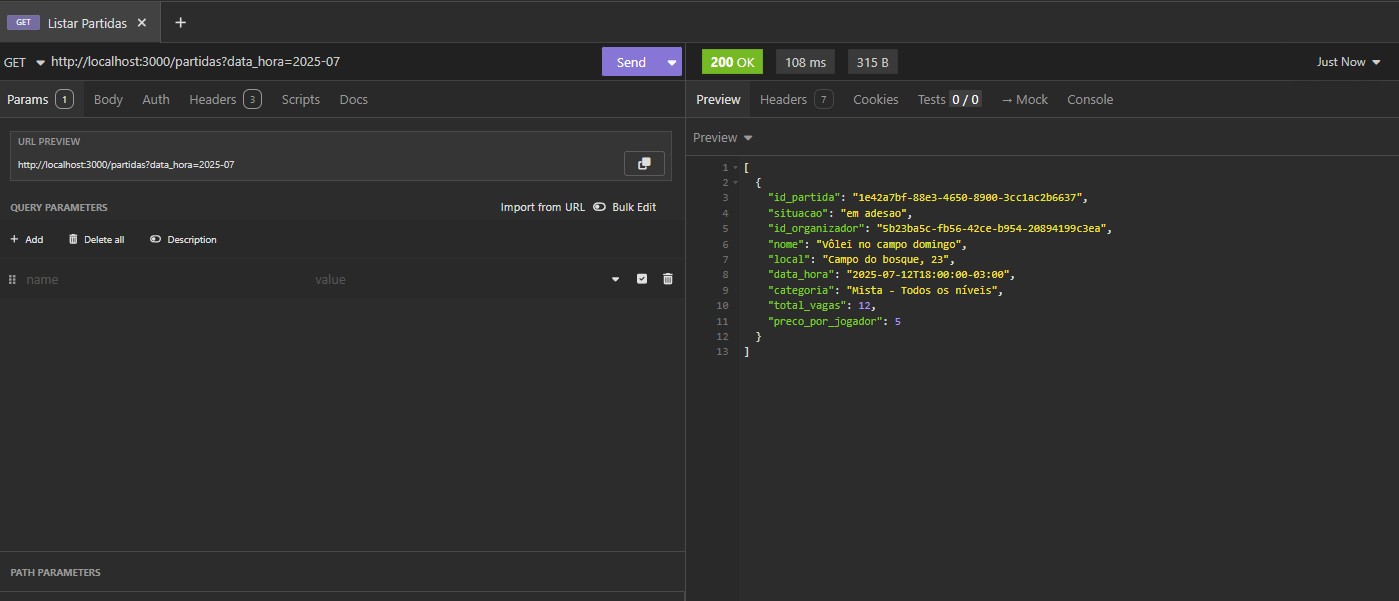 GET Listar Partidas × +
GET http://localhost:3000/partidas?data_hora=2025-07 Send
200 OK 108 ms 315 B Just Now
Params 1 Body Auth Headers 3 Scripts Docs
Preview Headers 7 Cookies Tests 0 / 0 → Mock Console
URL PREVIEW
http://localhost:3000/partidas?data_hora=2025-07
QUERY PARAMETERS Import from URL Bulk Edit
+ Add Delete all Description
name value
PATH PARAMETERS
Preview
1 [
2 {
3 "id_partida": "1e42a7bf-88e3-4650-8900-3cc1ac2b6637",
4 "situacao": "em adesao",
5 "id_organizador": "5b23ba5c-fb56-42ce-b954-20894199c3ea",
6 "nome": "Vôlei no campo domingo",
7 "local": "Campo do bosque, 23",
8 "data_hora": "2025-07-12T18:00:00-03:00",
9 "categoria": "Mista - Todos os níveis",
10 "total_vagas": 12,
11 "preco_por_jogador": 5
12 }
13 ]